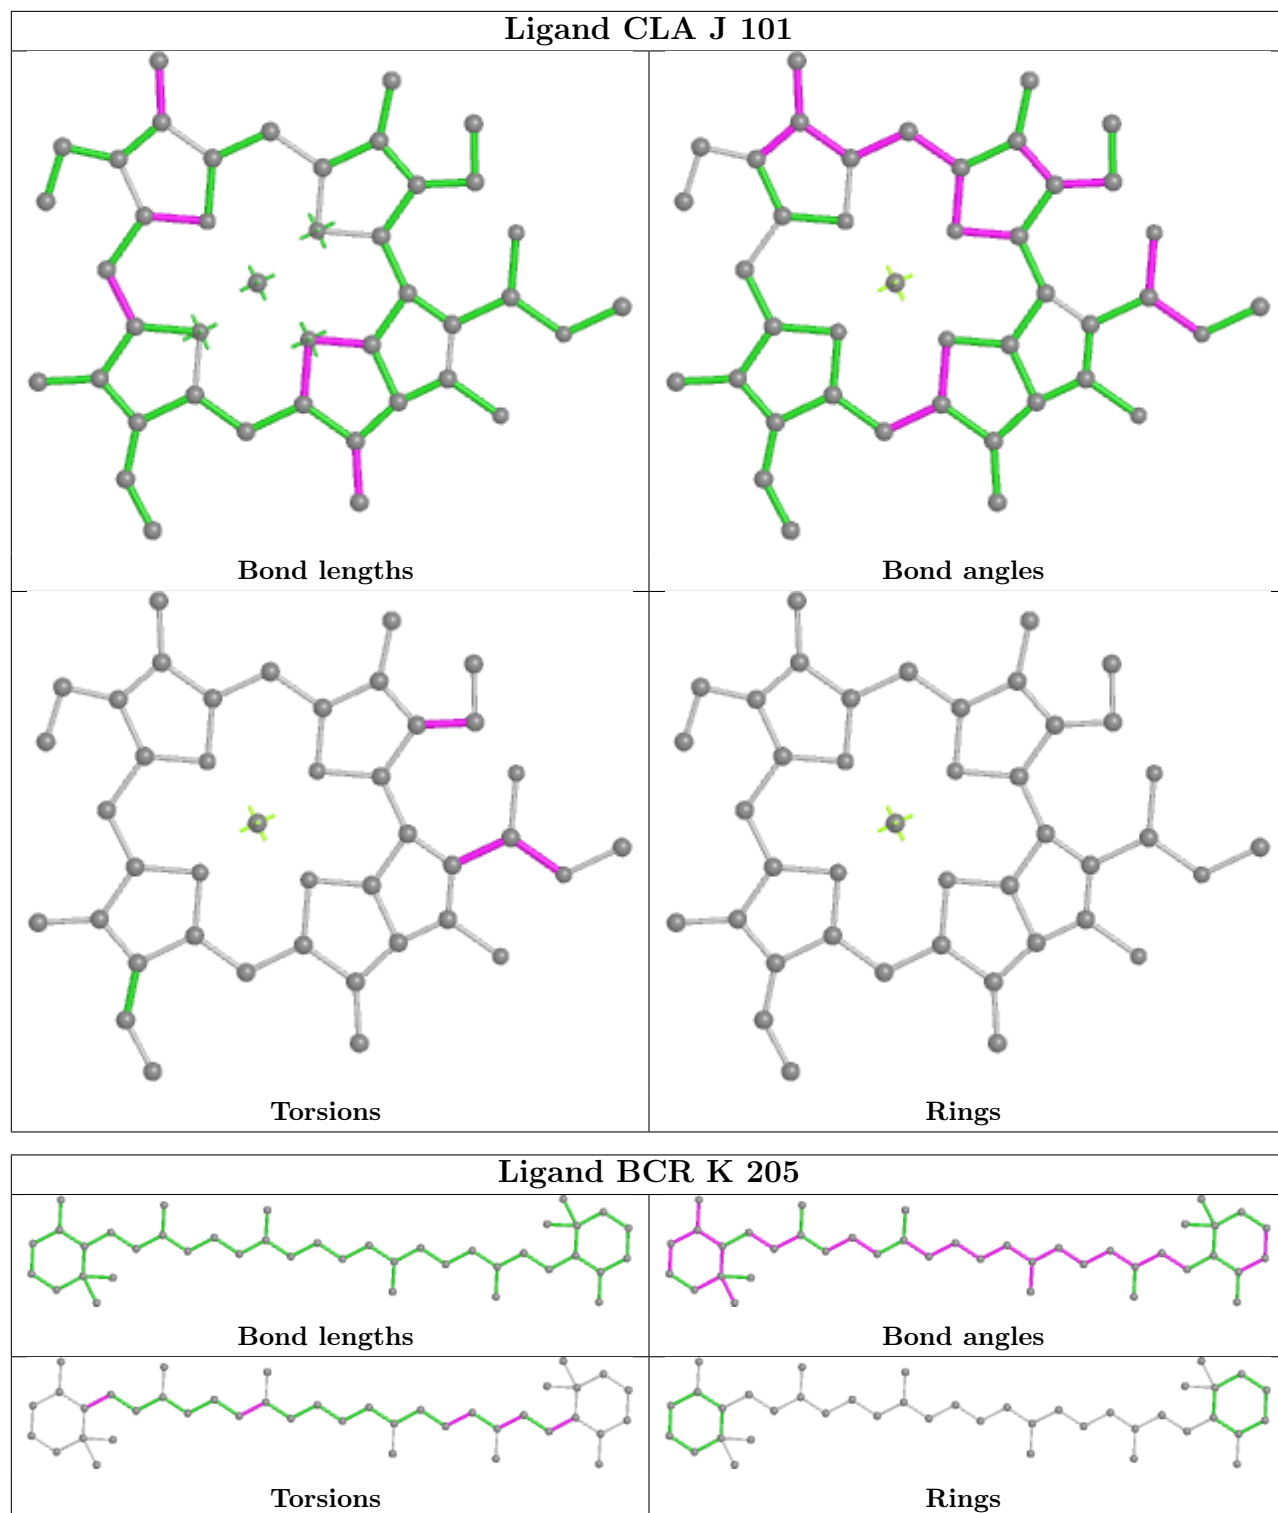 Ligand CLA J 101
Bond lengths
Bond angles
Torsions
Rings
Ligand BCR K 205
Bond lengths
Bond angles
Torsions
Rings